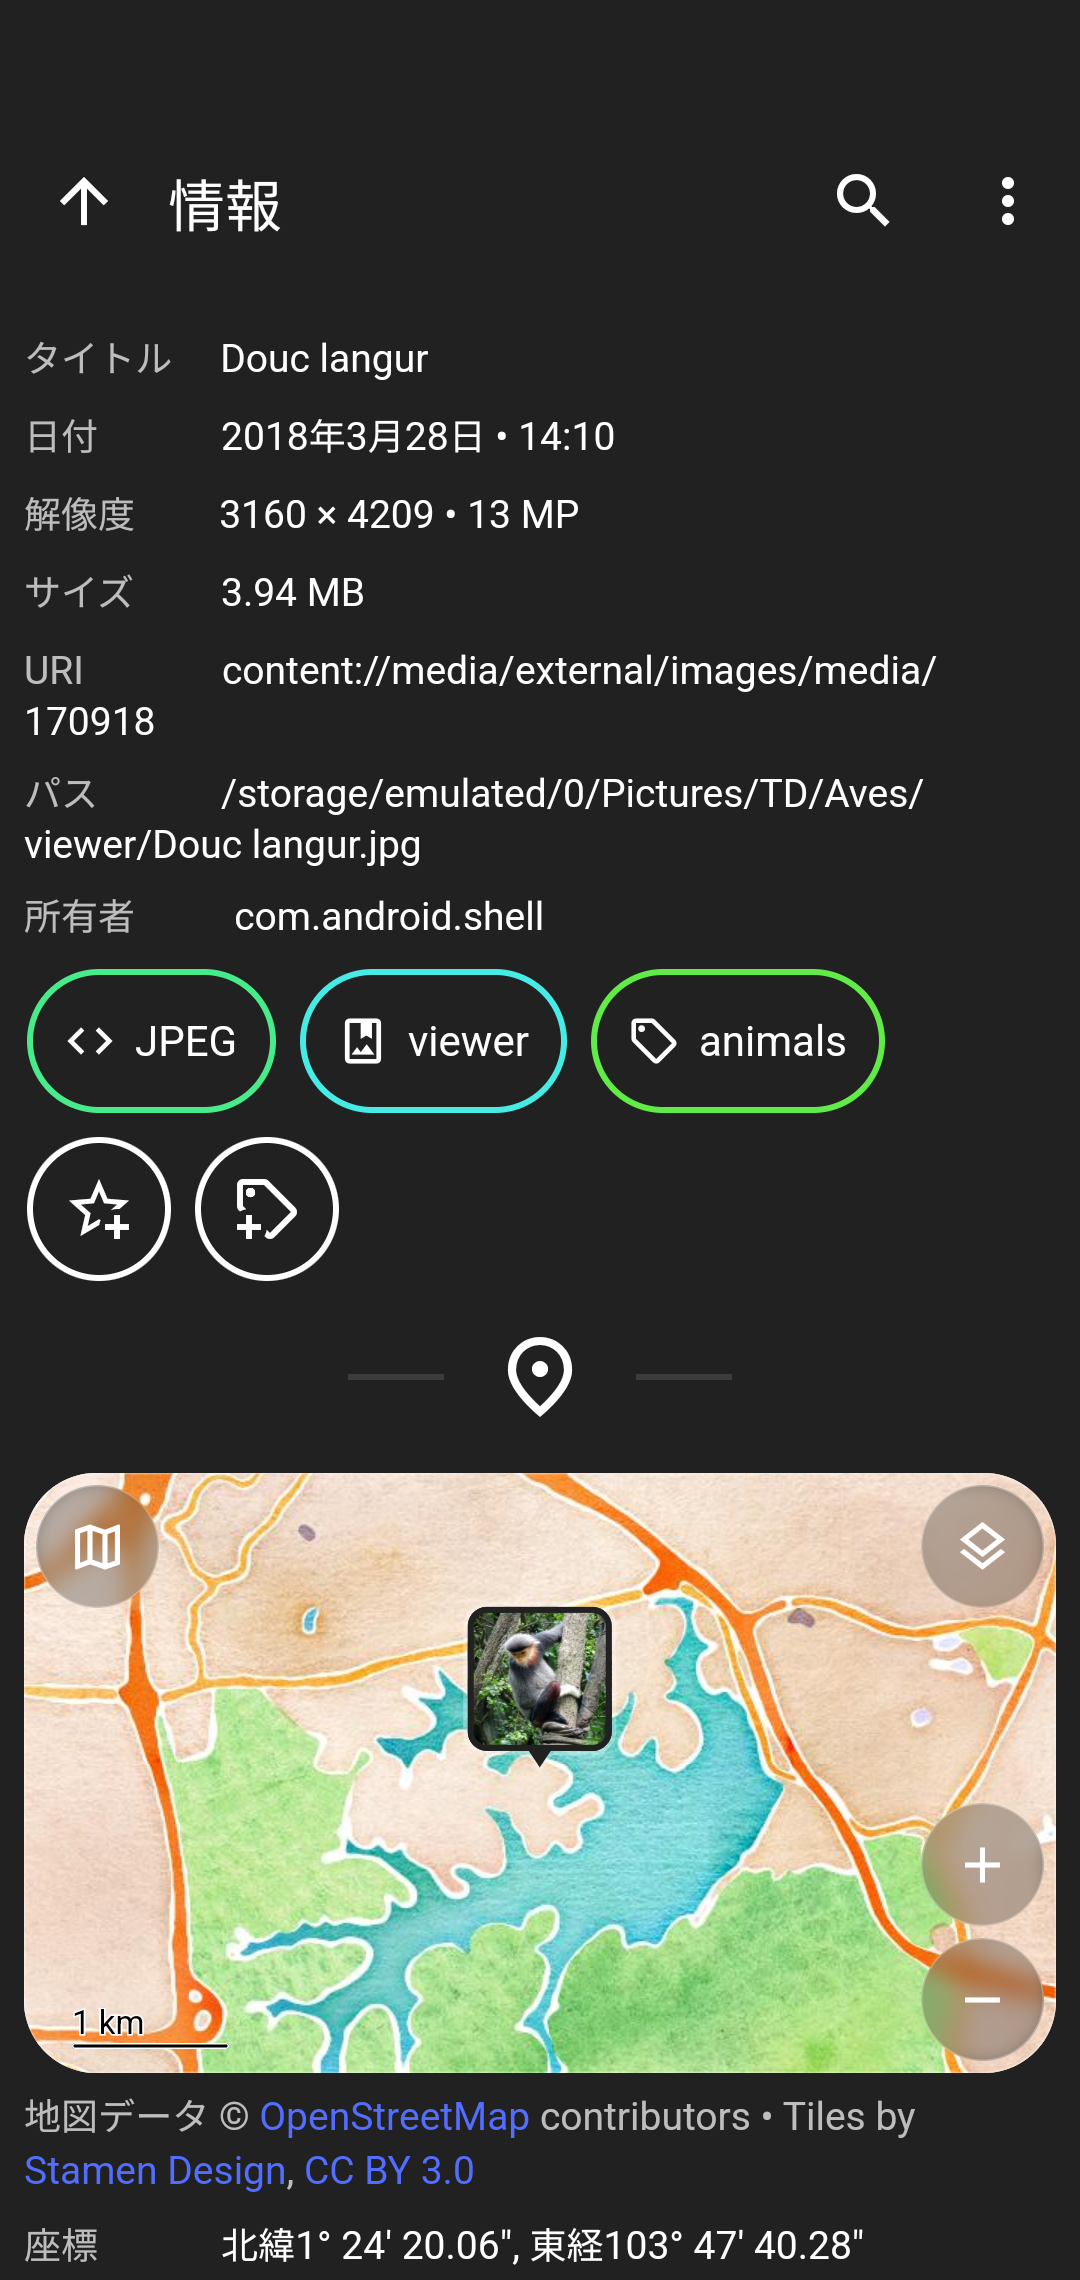 情報
タイトル Douc langur
日付 2018年3月28日 • 14:10
解像度 3160 × 4209 • 13 MP
サイズ 3.94 MB
URI content://media/external/images/media/
170918
パス /storage/emulated/0/Pictures/TD/Aves/
viewer/Douc langur.jpg
所有者 com.android.shell
JPEG viewer animals
1 km
地図データ © OpenStreetMap contributors • Tiles by
Stamen Design, CC BY 3.0
座標 北緯1° 24' 20.06", 東経103° 47' 40.28"